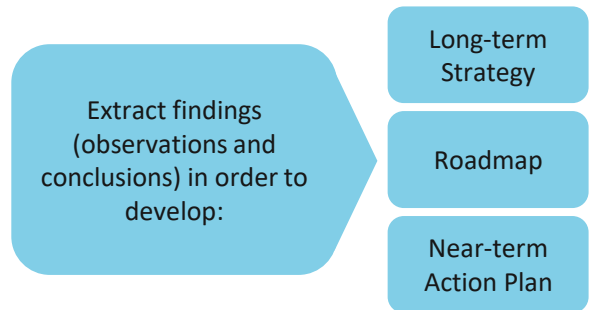 Extract findings
(observations and
conclusions) in order to
develop:
Long-term
Strategy
Roadmap
Near-term
Action Plan